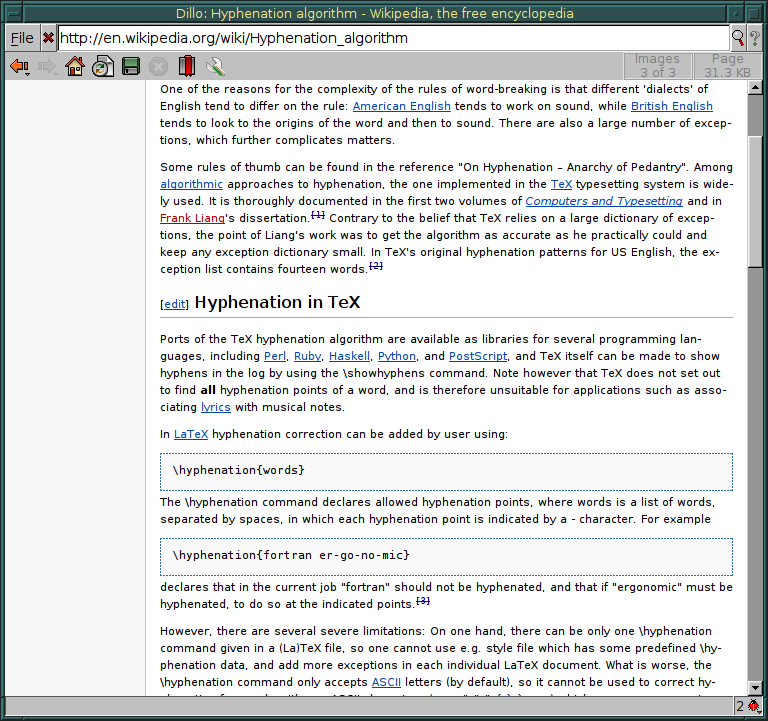 Dillo: Hyphenation algorithm - Wikipedia, the free encyclopedia
File
http://en.wikipedia.org/wiki/Hyphenation_algorithm
?
Images
3 of 3
Page
31.3 KB
One of the reasons for the complexity of the rules of word-breaking is that different 'dialects' of
English tend to differ on the rule: American English tends to work on sound, while British English
tends to look to the origins of the word and then to sound. There are also a large number of excep-
tions, which further complicates matters.
Some rules of thumb can be found in the reference "On Hyphenation – Anarchy of Pedantry". Among
algorithmic approaches to hyphenation, the one implemented in the TeX typesetting system is wide-
ly used. It is thoroughly documented in the first two volumes of Computers and Typesetting and in
Frank Liang's dissertation.[1] Contrary to the belief that TeX relies on a large dictionary of excep-
tions, the point of Liang's work was to get the algorithm as accurate as he practically could and
keep any exception dictionary small. In TeX's original hyphenation patterns for US English, the ex-
ception list contains fourteen words.[2]
[edit] Hyphenation in TeX
Ports of the TeX hyphenation algorithm are available as libraries for several programming lan-
guages, including Perl, Ruby, Haskell, Python, and PostScript, and TeX itself can be made to show
hyphens in the log by using the \showhyphens command. Note however that TeX does not set out
to find all hyphenation points of a word, and is therefore unsuitable for applications such as asso-
ciating lyrics with musical notes.
In LaTeX hyphenation correction can be added by user using:
\hyphenation{words}
The \hyphenation command declares allowed hyphenation points, where words is a list of words,
separated by spaces, in which each hyphenation point is indicated by a - character. For example
\hyphenation{fortran er-go-no-mic}
declares that in the current job "fortran" should not be hyphenated, and that if "ergonomic" must be
hyphenated, to do so at the indicated points.[3]
However, there are several severe limitations: On one hand, there can be only one \hyphenation
command given in a (La)TeX file, so one cannot use e.g. style file which has some predefined \hy-
phenation data, and add more exceptions in each individual LaTeX document. What is worse, the
\hyphenation command only accepts ASCII letters (by default), so it cannot be used to correct hy-
2